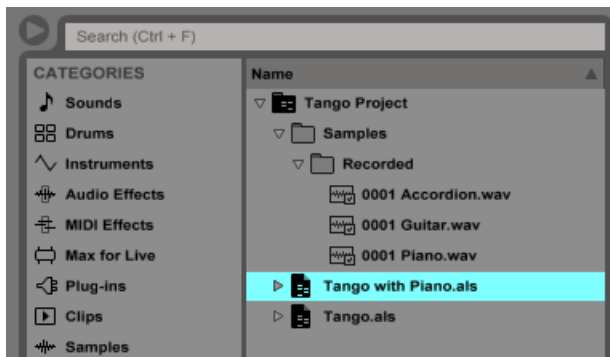 Search (Ctrl + F)
CATEGORIES
Sounds
Drums
Instruments
Audio Effects
MIDI Effects
Max for Live
Plug-ins
Clips
Samples
Name
Tango Project
Samples
Recorded
0001 Accordion.wav
0001 Guitar.wav
0001 Piano.wav
Tango with Piano.als
Tango.als